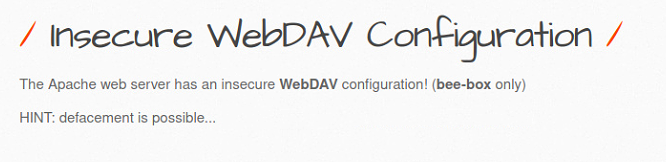 / Insecure WebDAV Configuration /
The Apache web server has an insecure WebDAV configuration! (bee-box only)
HINT: defacement is possible...